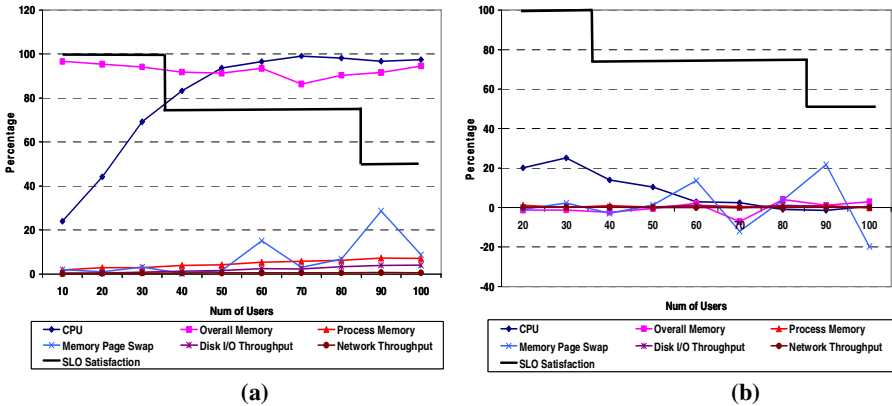 120
100
80
60
40
20
0
Percentage
10 20 30 40 50 60 70 80 90 100
Num of Users
CPU Overall Memory Process Memory
Memory Page Swap Disk I/O Throughput Network Throughput
SLO Satisfaction
(a)
100
80
60
40
20
0
-20
-40
Percentage
20 30 40 50 60 70 80 90 100
Num of Users
CPU Overall Memory Process Memory
Memory Page Swap Disk I/O Throughput Network Throughput
SLO Satisfaction
(b)